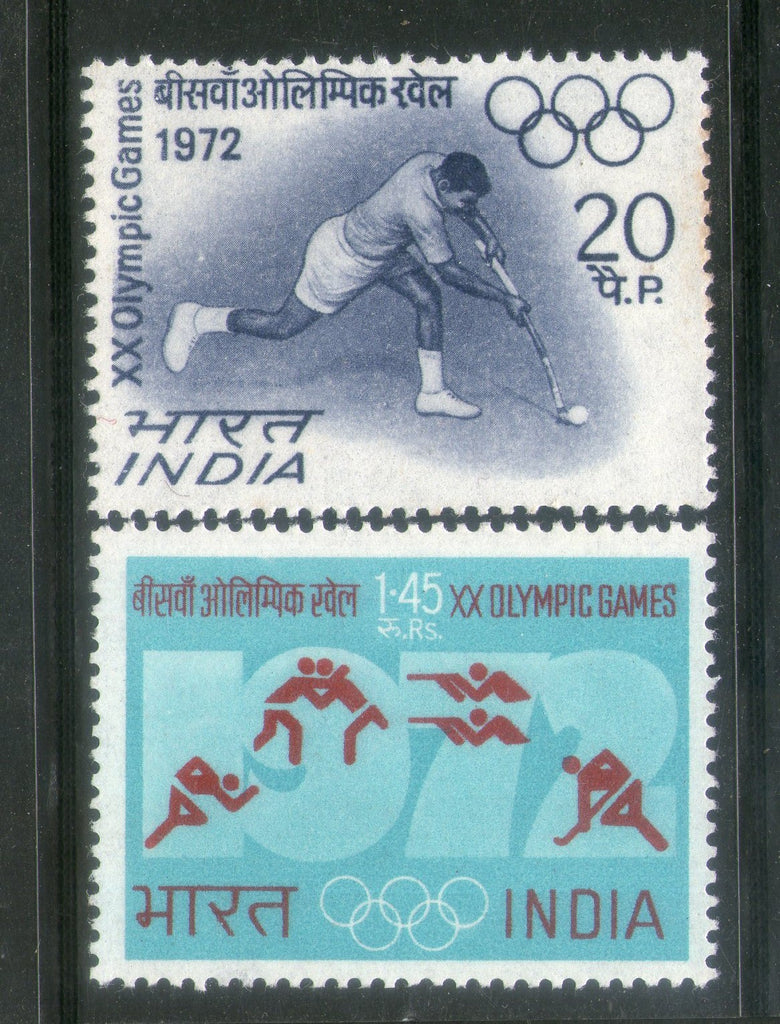 बीसवाँ ओलिम्पिक खेल
1972
XX Olympic Games
20
पै. P.
भारत
INDIA
बीसवाँ ओलिम्पिक खेल 1·45 XX OLYMPIC GAMES
रु. Rs.
1972
भारत INDIA